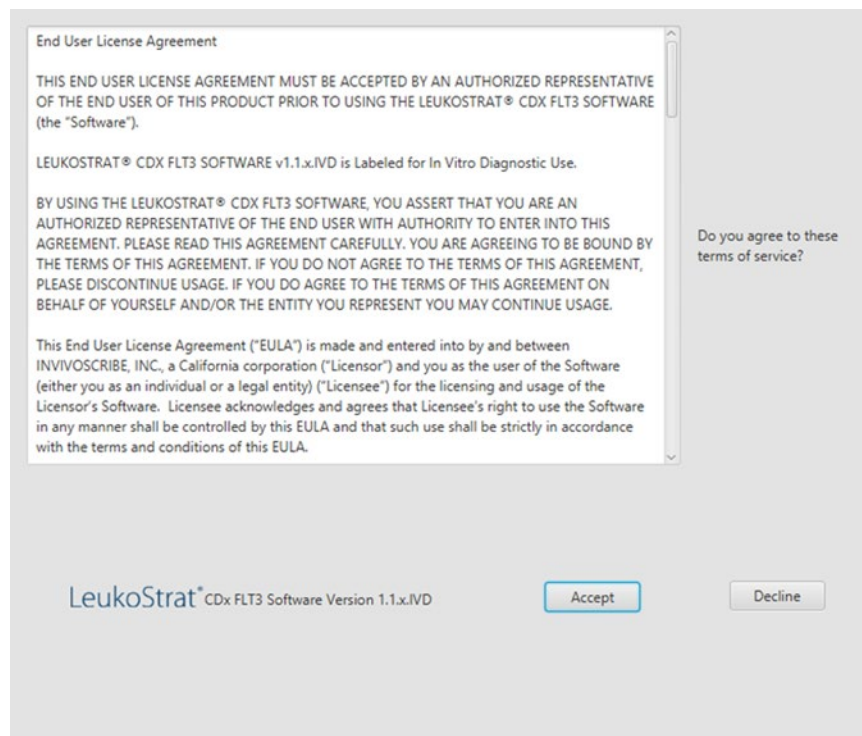 End User License Agreement
THIS END USER LICENSE AGREEMENT MUST BE ACCEPTED BY AN AUTHORIZED REPRESENTATIVE
OF THE END USER OF THIS PRODUCT PRIOR TO USING THE LEUKOSTRAT® CDX FLT3 SOFTWARE
(the "Software").
LEUKOSTRAT® CDX FLT3 SOFTWARE v1.1.x.IVD is Labeled for In Vitro Diagnostic Use.
BY USING THE LEUKOSTRAT® CDX FLT3 SOFTWARE, YOU ASSERT THAT YOU ARE AN
AUTHORIZED REPRESENTATIVE OF THE END USER WITH AUTHORITY TO ENTER INTO THIS
AGREEMENT. PLEASE READ THIS AGREEMENT CAREFULLY. YOU ARE AGREEING TO BE BOUND BY
THE TERMS OF THIS AGREEMENT. IF YOU DO NOT AGREE TO THE TERMS OF THIS AGREEMENT,
PLEASE DISCONTINUE USAGE. IF YOU DO AGREE TO THE TERMS OF THIS AGREEMENT ON
BEHALF OF YOURSELF AND/OR THE ENTITY YOU REPRESENT YOU MAY CONTINUE USAGE.
This End User License Agreement ("EULA") is made and entered into by and between
INVIVOSCRIBE, INC., a California corporation ("Licensor") and you as the user of the Software
(either you as an individual or a legal entity) ("Licensee") for the licensing and usage of the
Licensor's Software.  Licensee acknowledges and agrees that Licensee's right to use the Software
in any manner shall be controlled by this EULA and that such use shall be strictly in accordance
with the terms and conditions of this EULA.
Do you agree to these
terms of service?
LeukoStrat® CDx FLT3 Software Version 1.1.x.IVD
Accept
Decline